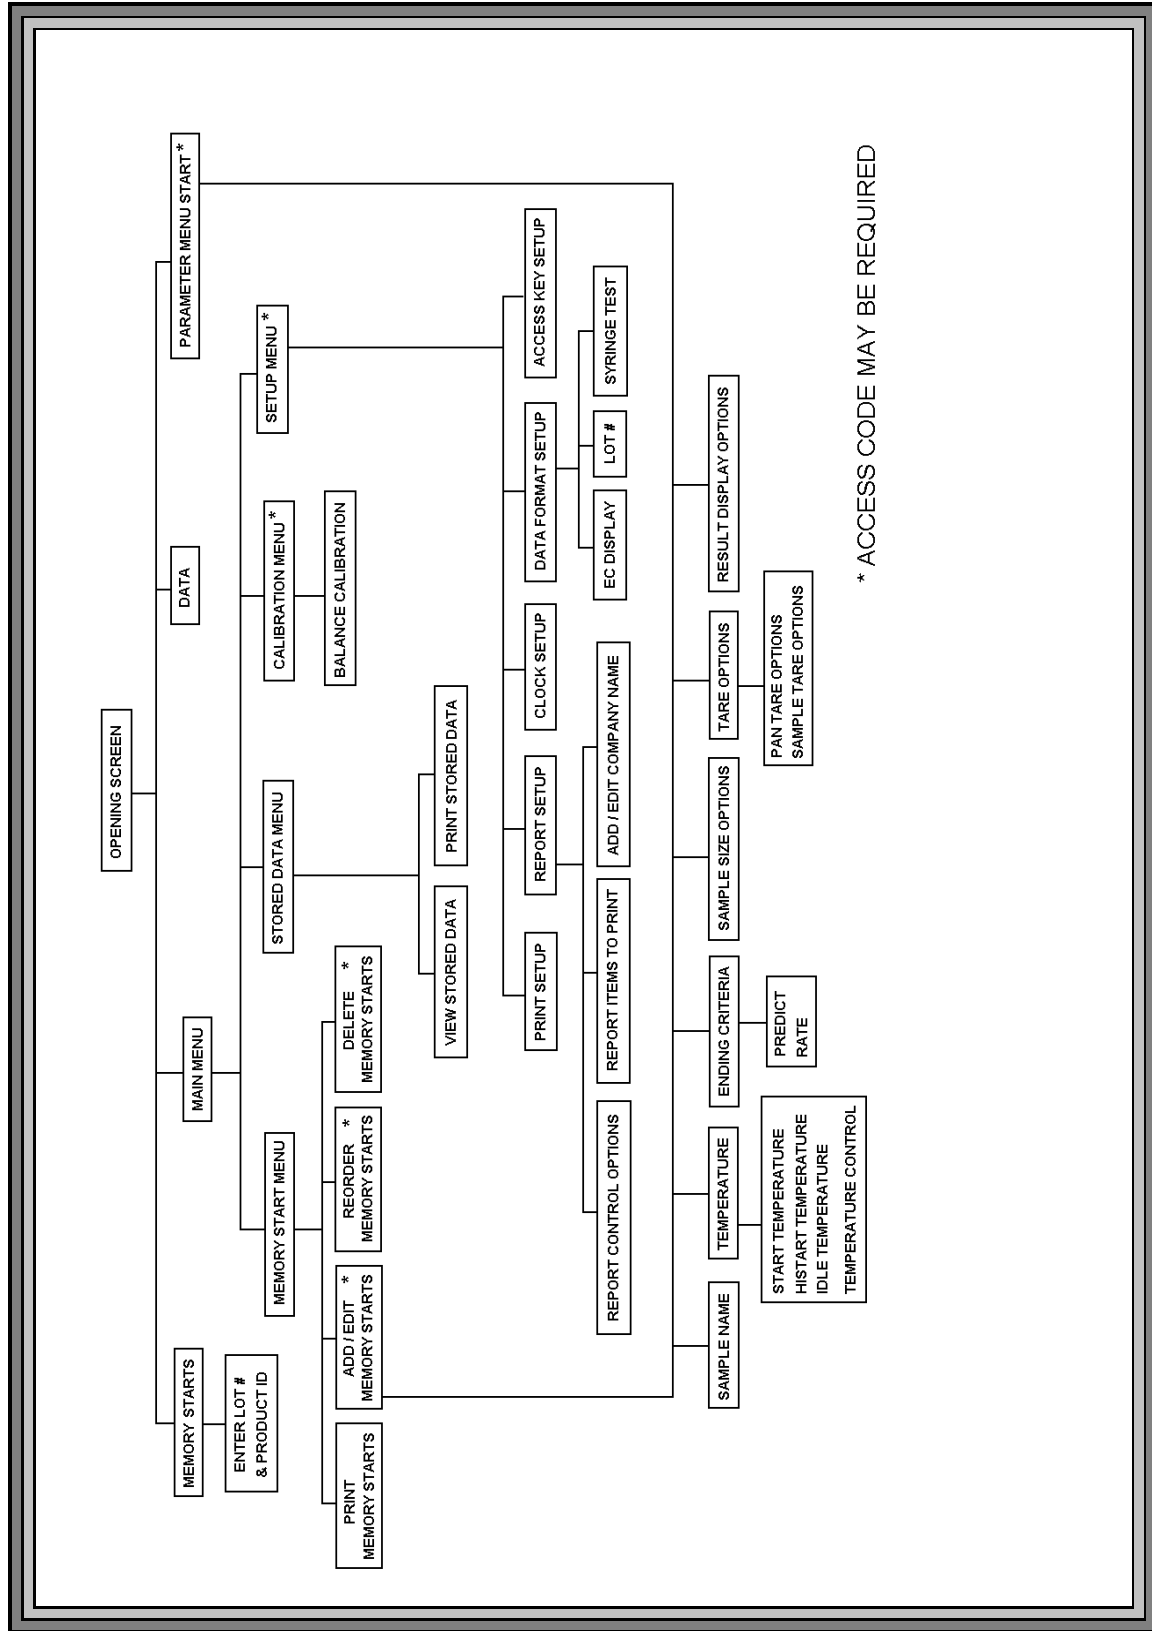 OPENING SCREEN
MEMORY STARTS
MAIN MENU
DATA
PARAMETER MENU START *
ENTER LOT #
& PRODUCT ID
MEMORY START MENU
STORED DATA MENU
CALIBRATION MENU *
SETUP MENU *
BALANCE CALIBRATION
PRINT
MEMORY STARTS
ADD / EDIT *
MEMORY STARTS
REORDER *
MEMORY STARTS
DELETE *
MEMORY STARTS
VIEW STORED DATA
PRINT STORED DATA
PRINT SETUP
REPORT SETUP
CLOCK SETUP
DATA FORMAT SETUP
ACCESS KEY SETUP
REPORT CONTROL OPTIONS
REPORT ITEMS TO PRINT
ADD / EDIT COMPANY NAME
EC DISPLAY
LOT #
SYRINGE TEST
SAMPLE NAME
TEMPERATURE
ENDING CRITERIA
SAMPLE SIZE OPTIONS
TARE OPTIONS
RESULT DISPLAY OPTIONS
START TEMPERATURE
HISTART TEMPERATURE
IDLE TEMPERATURE
TEMPERATURE CONTROL
PREDICT
RATE
PAN TARE OPTIONS
SAMPLE TARE OPTIONS
* ACCESS CODE MAY BE REQUIRED